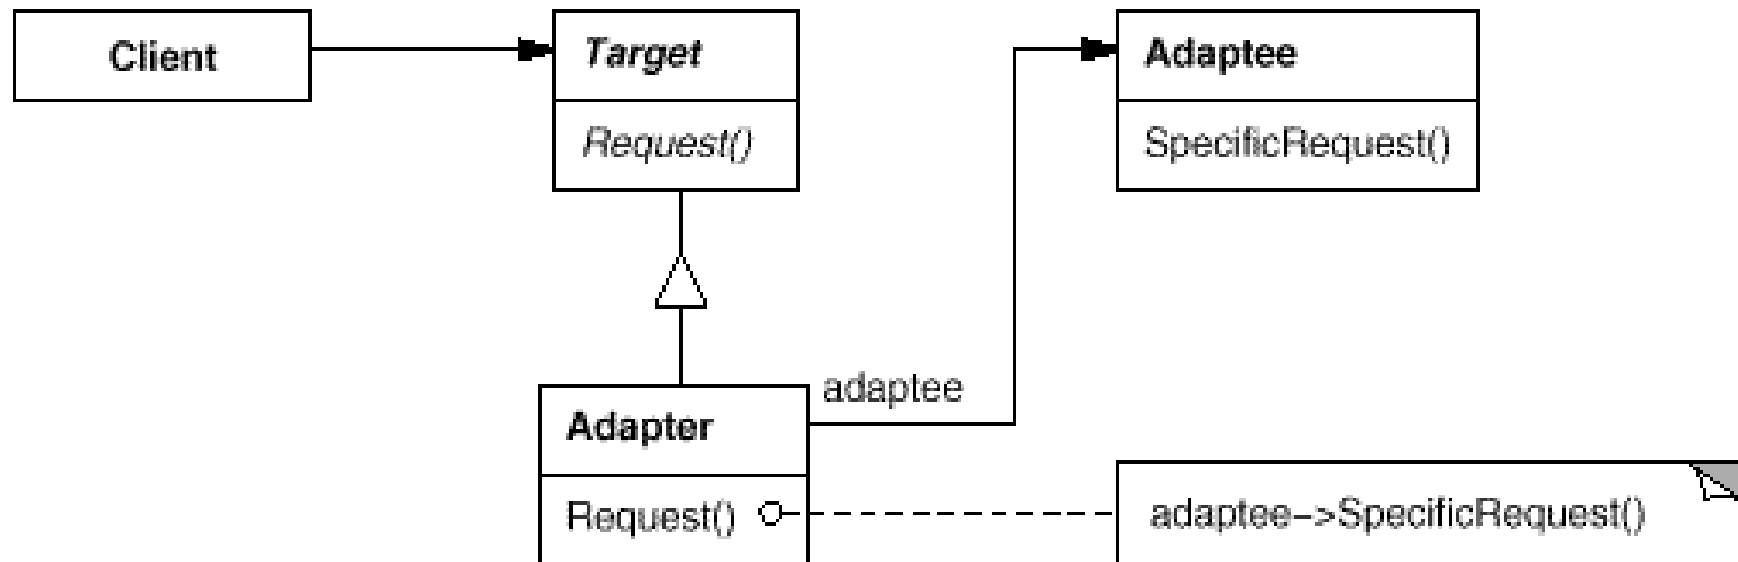 Client
Target
Request()
Adaptee
SpecificRequest()
adaptee
Adapter
Request()
adaptee->SpecificRequest()